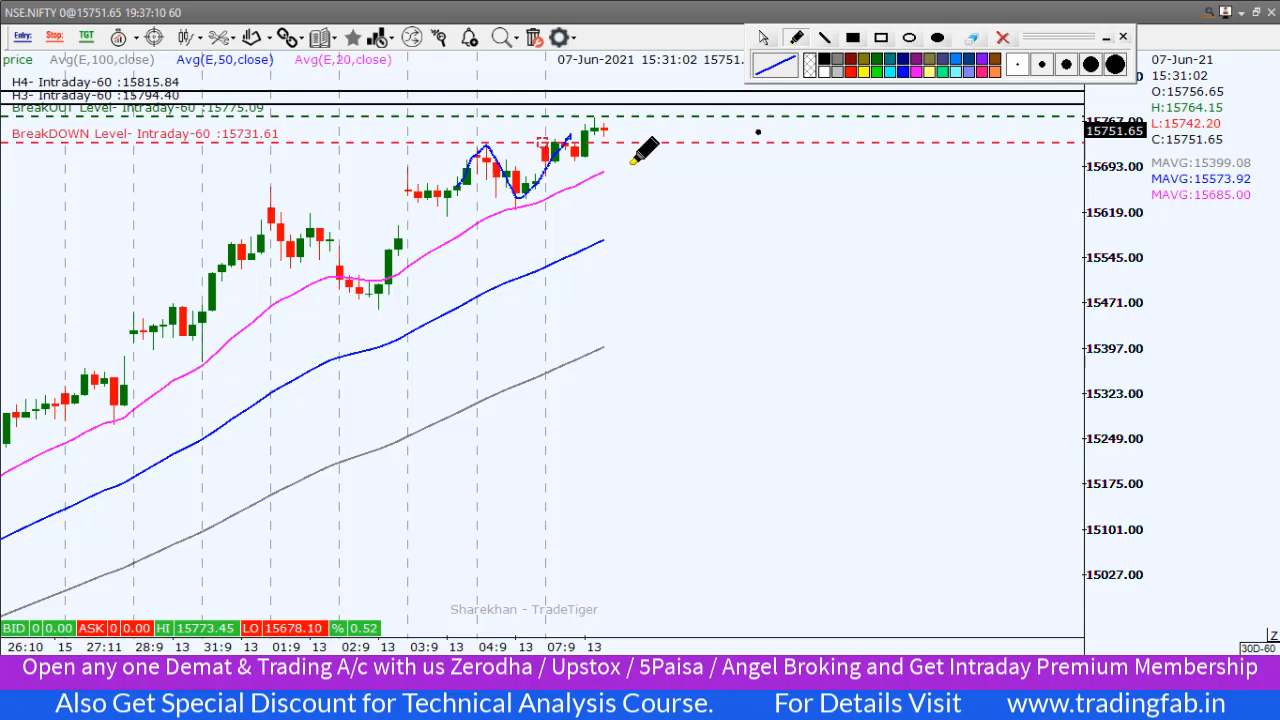 NSE.NIFTY 0@15751.65 19:37:10 60
Entry: Stop: TGT
price Avg(E,100,close) Avg(E,50,close) Avg(E,20,close) 07-Jun-2021 15:31:02 15751.
H4- Intraday-60 :15815.84
H3- Intraday-60 :15794.40
BreakOUT Level- Intraday-60 :15775.09
BreakDOWN Level- Intraday-60 :15731.61
07-Jun-21
15:31:02
O:15756.65
H:15764.15
L:15742.20
C:15751.65
MAVG:15399.08
MAVG:15573.92
MAVG:15685.00
15767.00
15751.65
15693.00
15619.00
15545.00
15471.00
15397.00
15323.00
15249.00
15175.00
15101.00
15027.00
Sharekhan - TradeTiger
BID 0 0.00 ASK 0 0.00 HI 15773.45 LO 15678.10 % 0.52
26:10 15 27:11 28:9 13 31:9 13 01:9 13 02:9 13 03:9 13 04:9 13 07:9 13
Z
30D-60
Open any one Demat & Trading A/c with us Zerodha / Upstox / 5Paisa / Angel Broking and Get Intraday Premium Membership
Also Get Special Discount for Technical Analysis Course. For Details Visit www.tradingfab.in